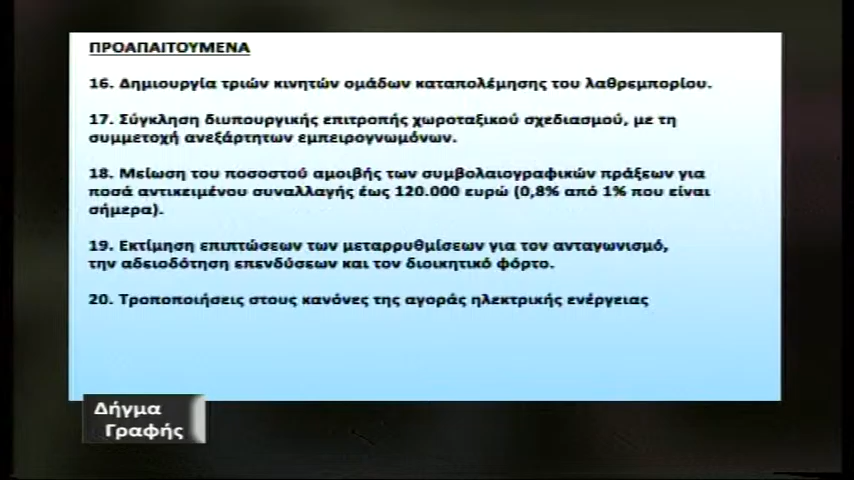 ΠΡΟΑΠΑΙΤΟΥΜΕΝΑ
16. Δημιουργία τριών κινητών ομάδων καταπολέμησης του λαθρεμπορίου.
17. Σύγκληση διυπουργικής επιτροπής χωροταξικού σχεδιασμού, με τη
συμμετοχή ανεξάρτητων εμπειρογνωμόνων.
18. Μείωση του ποσοστού αμοιβής των συμβολαιογραφικών πράξεων για
ποσά αντικειμένου συναλλαγής έως 120.000 ευρώ (0,8% από 1% που είναι
σήμερα).
19. Εκτίμηση επιπτώσεων των μεταρρυθμίσεων για τον ανταγωνισμό,
την αδειοδότηση επενδύσεων και τον διοικητικό φόρτο.
20. Τροποποιήσεις στους κανόνες της αγοράς ηλεκτρικής ενέργειας
Δήγμα
Γραφής